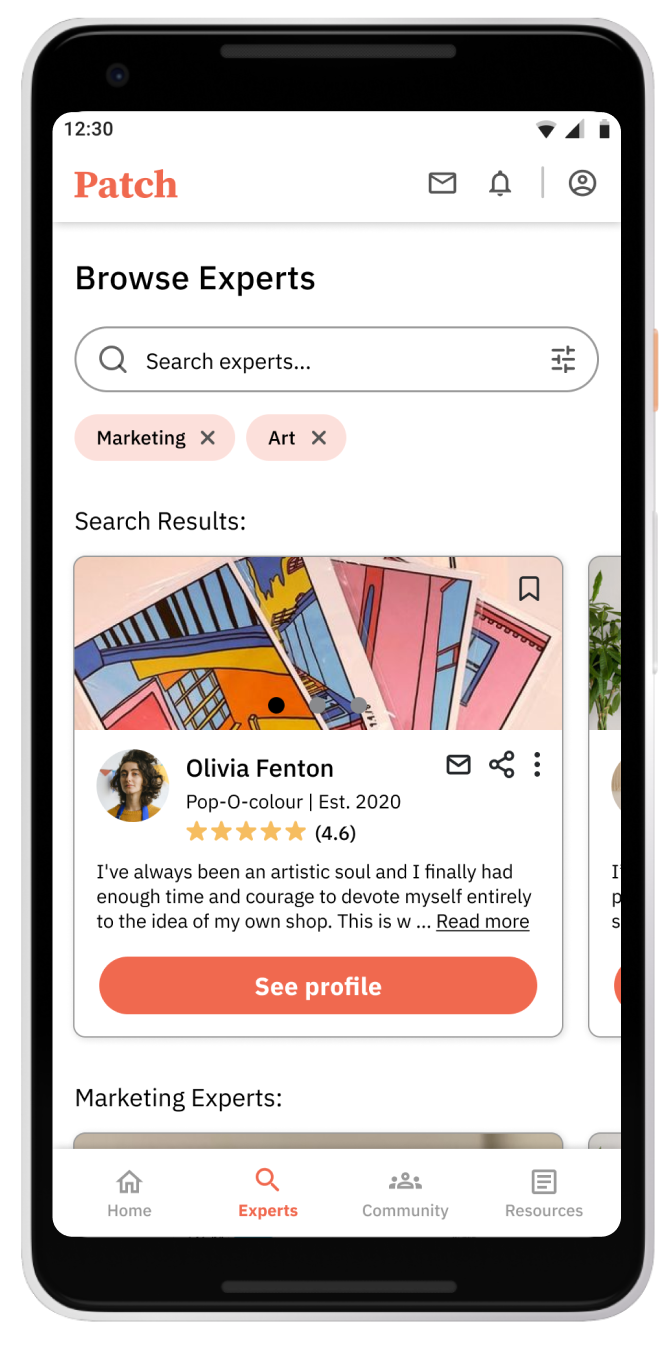 12:30
Patch
Browse Experts
Search experts...
Marketing
Art
Search Results:
Olivia Fenton
Pop-O-colour | Est. 2020
(4.6)
I've always been an artistic soul and I finally had
enough time and courage to devote myself entirely
to the idea of my own shop. This is w ... Read more
See profile
Marketing Experts:
Home
Experts
Community
Resources